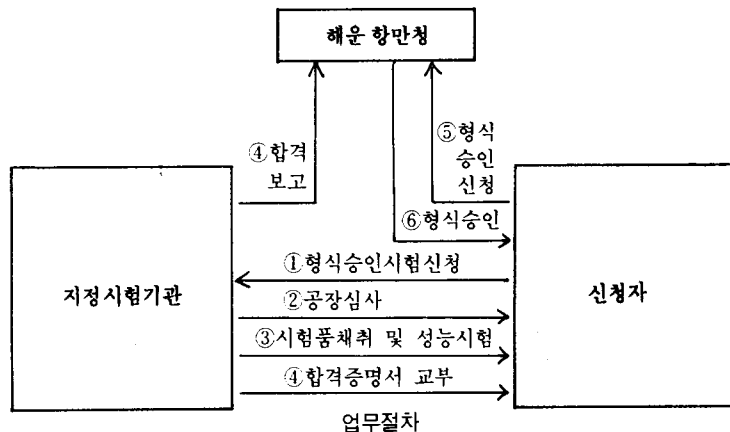 해운 항만청
④합격
보고
⑤형식
승인
신청
⑥형식승인
①형식승인시험신청
지정시험기관
②공장심사
신청자
③시험품채취 및 성능시험
④합격증명서 교부
업무절차